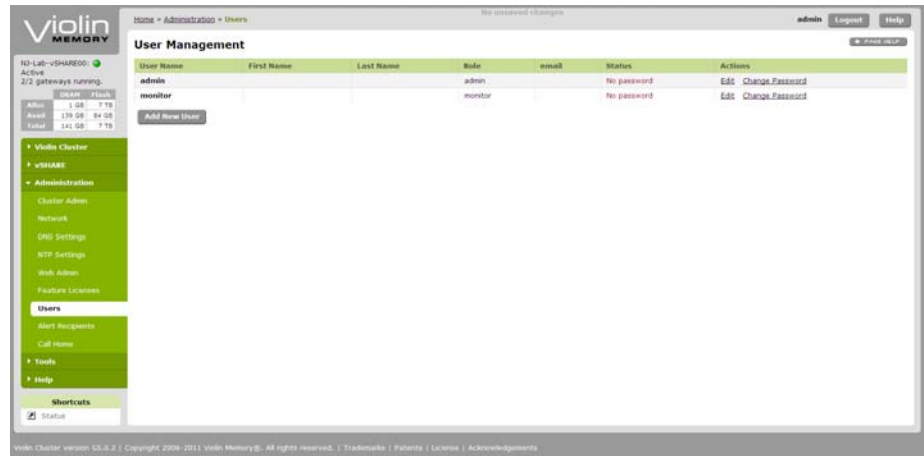 Violin MEMORY
Home » Administration » Users
No unsaved changes
admin Logout Help
User Management
PAGE HELP
NJ-Lab-vSHARE00:
Active
2/2 gateways running.
DRAM Flash
Alloc 1 GB 7 TB
Avail 139 GB 84 GB
Total 141 GB 7 TB
User Name First Name Last Name Role email Status Actions
admin admin No password Edit Change Password
monitor monitor No password Edit Change Password
Add New User
Violin Cluster
vSHARE
Administration
Cluster Admin
Network
DNS Settings
NTP Settings
Web Admin
Feature Licenses
Users
Alert Recipients
Call Home
Tools
Help
Shortcuts
Status
Violin Cluster version G5.0.2 | Copyright 2006-2011 Violin Memory®. All rights reserved. | Trademarks | Patents | License | Acknowledgements